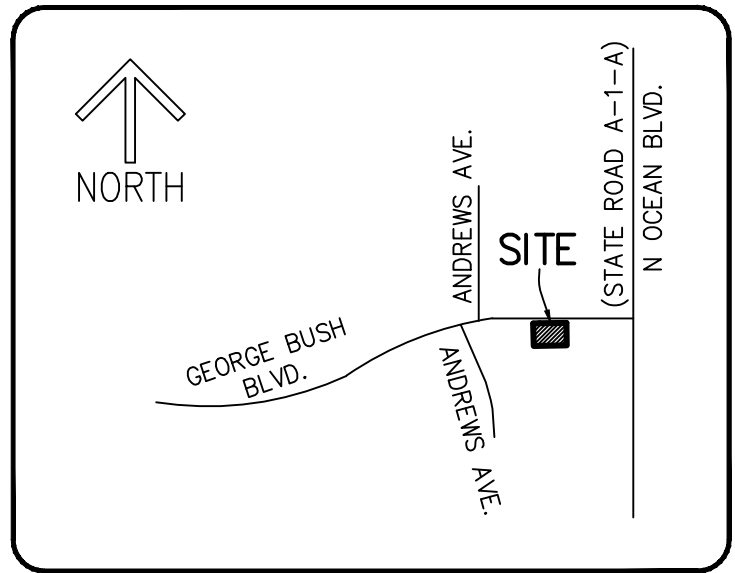 NORTH
ANDREWS AVE.
SITE
(STATE ROAD A-1-A)
N OCEAN BLVD.
GEORGE BUSH
BLVD.
ANDREWS AVE.